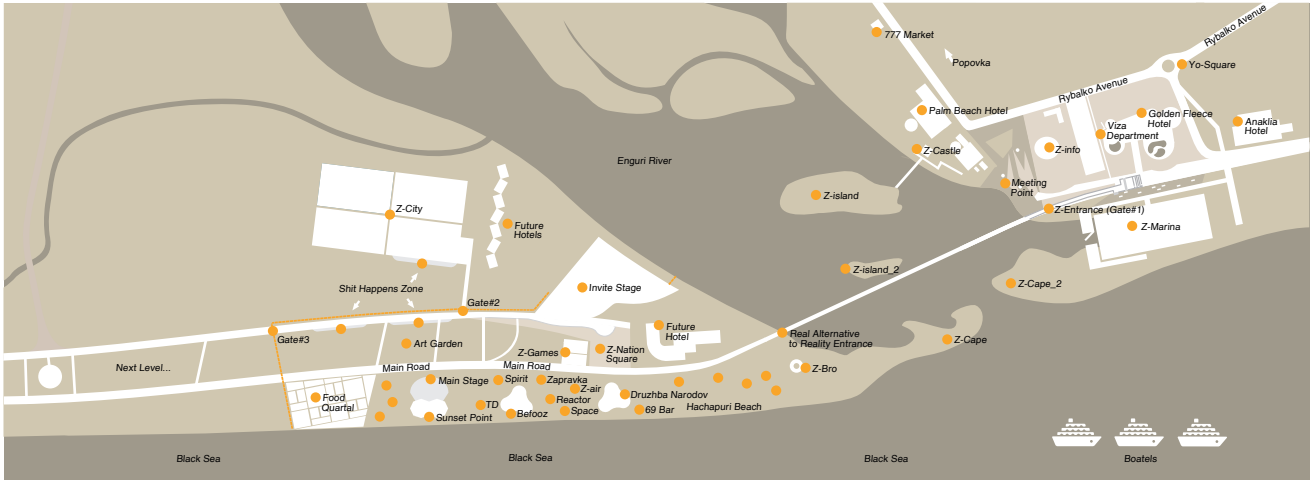 Rybalko Avenue
777 Market
Popovka
Yo-Square
Rybalko Avenue
Palm Beach Hotel
Golden Fleece
Hotel
Viza
Department
Anaklia
Hotel
Z-Castle
Z-info
Enguri River
Meeting
Point
Z-island
Z-City
Z-Entrance (Gate#1)
Future
Hotels
Z-Marina
Z-island_2
Shit Happens Zone
Invite Stage
Z-Cape_2
Gate#2
Gate#3
Art Garden
Future
Hotel
Real Alternative
to Reality Entrance
Z-Cape
Z-Games
Z-Nation
Square
Next Level...
Main Road
Main Road
Z-Bro
Main Stage
Spirit
Zapravka
Z-air
Food
Quartal
Druzhba Narodov
Reactor
TD
Hachapuri Beach
Sunset Point
Befooz
Space
69 Bar
Black Sea
Black Sea
Black Sea
Boatels